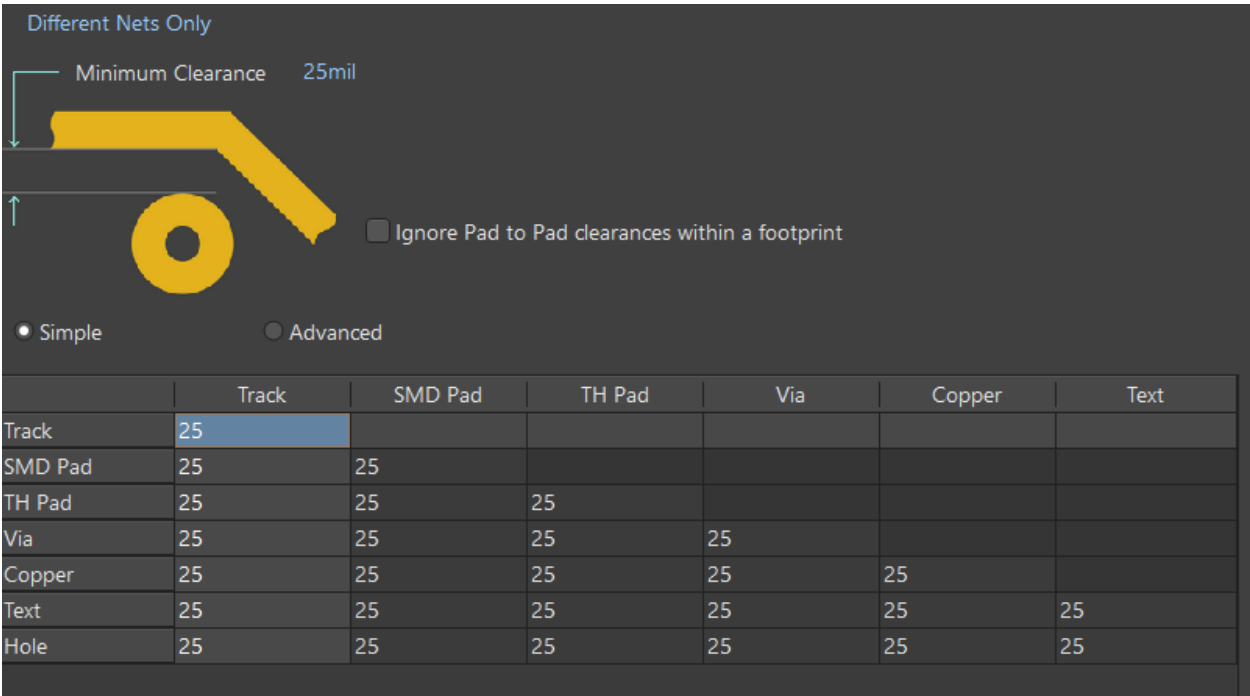 Different Nets Only
Minimum Clearance 25mil
Ignore Pad to Pad clearances within a footprint
Simple Advanced
Track SMD Pad TH Pad Via Copper Text
Track 25
SMD Pad 25 25
TH Pad 25 25 25
Via 25 25 25 25
Copper 25 25 25 25 25
Text 25 25 25 25 25 25
Hole 25 25 25 25 25 25